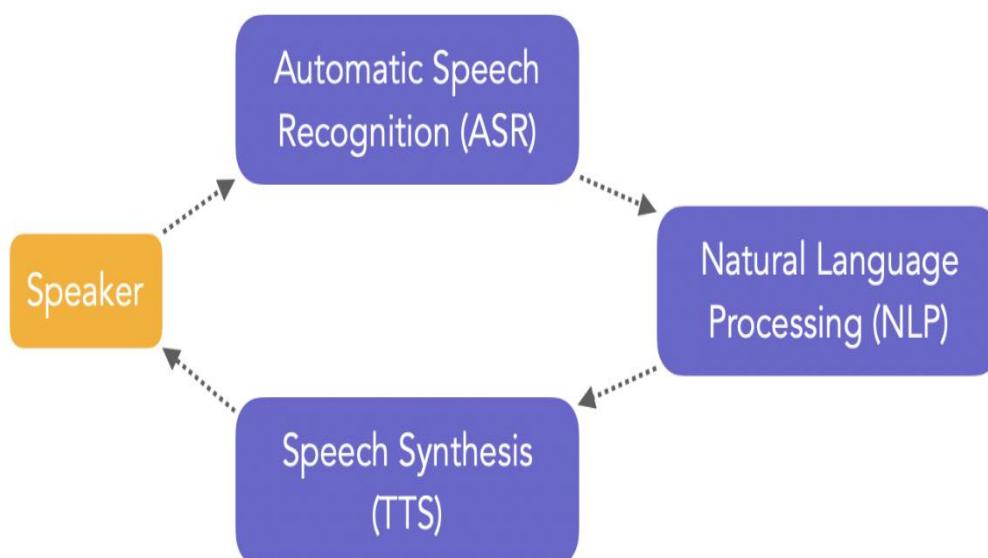 Automatic Speech
Recognition (ASR)
Speaker
Natural Language
Processing (NLP)
Speech Synthesis
(TTS)